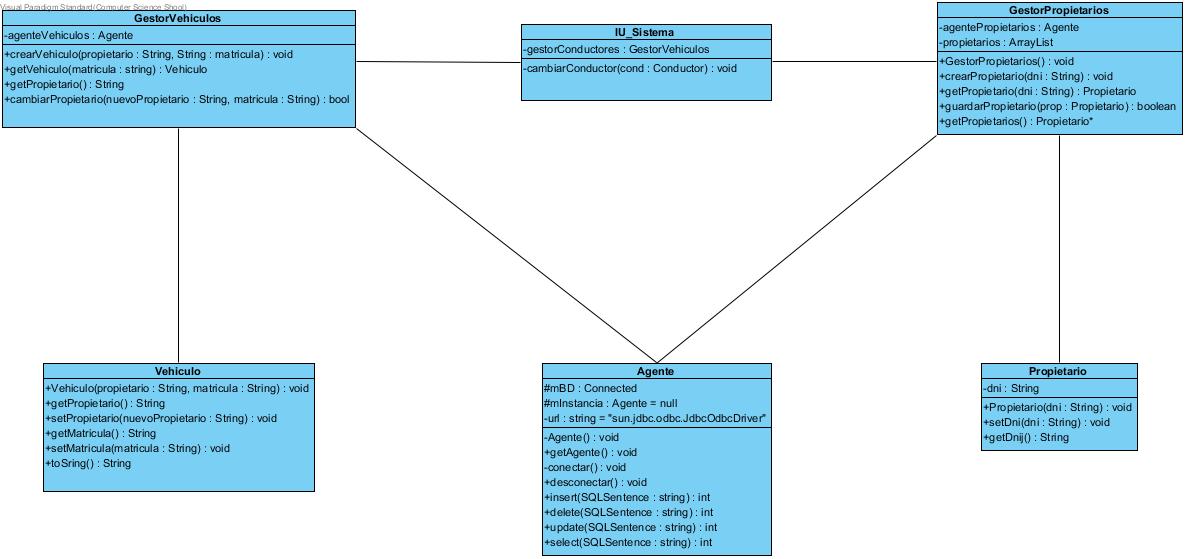 Visual Paradigm Standard(Computer Science Shool)
GestorVehiculos
-agenteVehiculos : Agente
+crearVehiculo(propietario : String, String : matricula) : void
+getVehiculo(matricula : string) : Vehiculo
+getPropietario() : String
+cambiarPropietario(nuevoPropietario : String, matricula : String) : bool
IU_Sistema
-gestorConductores : GestorVehiculos
-cambiarConductor(cond : Conductor) : void
GestorPropietarios
-agentePropietarios : Agente
-propietarios : ArrayList
+GestorPropietarios() : void
+crearPropietario(dni : String) : void
+getPropietario(dni : String) : Propietario
+guardarPropietario(prop : Propietario) : boolean
+getPropietarios() : Propietario*
Vehiculo
+Vehiculo(propietario : String, matricula : String) : void
+getPropietario() : String
+setPropietario(nuevoPropietario : String) : void
+getMatricula() : String
+setMatricula(matricula : String) : void
+toSring() : String
Agente
#mBD : Connected
#mInstancia : Agente = null
-url : string = "sun.jdbc.odbc.JdbcOdbcDriver"
-Agente() : void
+getAgente() : void
-conectar() : void
+desconectar() : void
+insert(SQLSentence : string) : int
+delete(SQLSentence : string) : int
+update(SQLSentence : string) : int
+select(SQLSentence : string) : int
Propietario
-dni : String
+Propietario(dni : String) : void
+setDni(dni : String) : void
+getDnij() : String